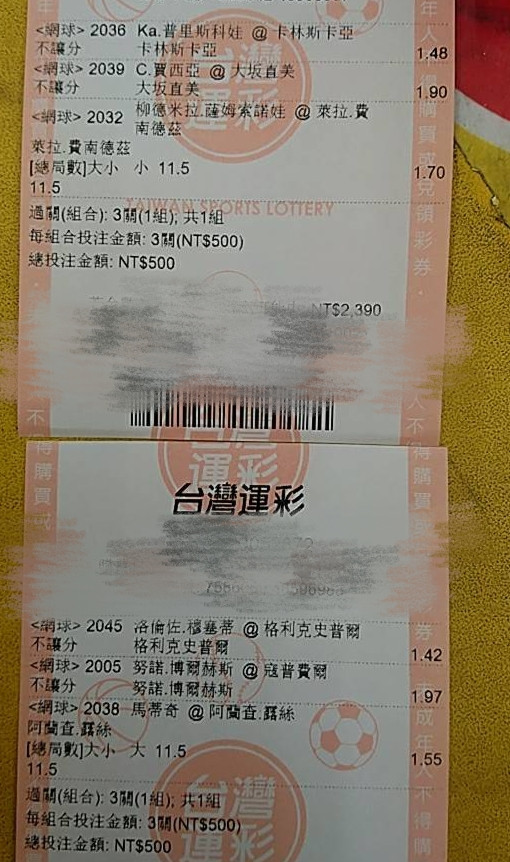 <網球> 2036 Ka.普里斯科娃 @ 卡林斯卡亞
不讓分 卡林斯卡亞 1.48
<網球> 2039 C.賈西亞 @ 大坂直美
不讓分 大坂直美 1.90
<網球> 2032 柳德米拉.薩姆索諾娃 @ 萊拉.費
南德茲
萊拉.費南德茲
[總局數]大小 小 11.5 1.70
11.5
TAIWAN SPORTS LOTTERY
過關(組合): 3關(1組); 共1組
每組合投注金額: 3關(NT$500)
總投注金額: NT$500
NT$2,390
台灣運彩
<網球> 2045 洛倫佐.穆塞蒂 @ 格利克史普爾
不讓分 格利克史普爾 1.42
<網球> 2005 努諾.博爾赫斯 @ 寇普費爾
不讓分 努諾.博爾赫斯 1.97
<網球> 2038 馬蒂奇 @ 阿蘭查.露絲
阿蘭查.露絲
[總局數]大小 大 11.5 1.55
11.5
過關(組合): 3關(1組); 共1組
每組合投注金額: 3關(NT$500)
總投注金額: NT$500